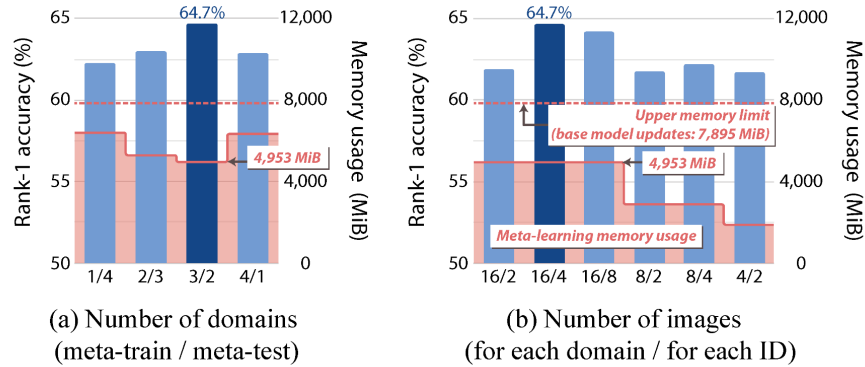 64.7%
65
60
55
50
Rank-1 accuracy (%)
12,000
8,000
4,000
0
Memory usage (MiB)
4,953 MiB
1/4 2/3 3/2 4/1
(a) Number of domains
(meta-train / meta-test)
64.7%
65
60
55
50
Rank-1 accuracy (%)
12,000
8,000
4,000
0
Memory usage (MiB)
Upper memory limit
(base model updates: 7,895 MiB)
4,953 MiB
Meta-learning memory usage
16/2 16/4 16/8 8/2 8/4 4/2
(b) Number of images
(for each domain / for each ID)